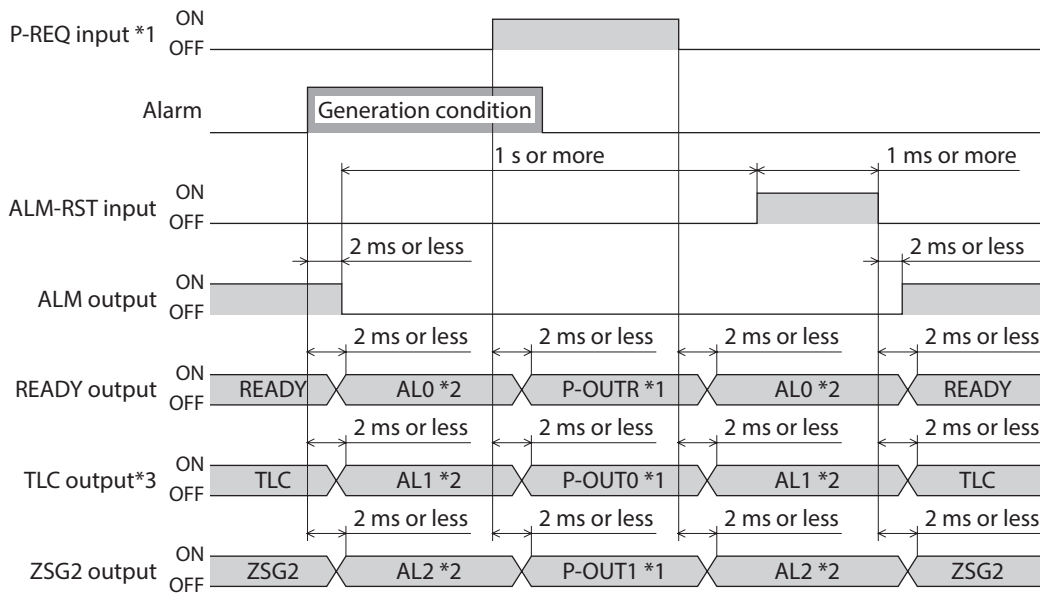 P-REQ input *1
ON
OFF
Alarm
Generation condition
1 s or more
1 ms or more
ALM-RST input
ON
OFF
2 ms or less
2 ms or less
ALM output
ON
OFF
2 ms or less
2 ms or less
2 ms or less
2 ms or less
READY output
ON
OFF
READY
AL0 *2
P-OUTR *1
AL0 *2
READY
2 ms or less
2 ms or less
2 ms or less
2 ms or less
TLC output*3
ON
OFF
TLC
AL1 *2
P-OUT0 *1
AL1 *2
TLC
2 ms or less
2 ms or less
2 ms or less
2 ms or less
ZSG2 output
ON
OFF
ZSG2
AL2 *2
P-OUT1 *1
AL2 *2
ZSG2